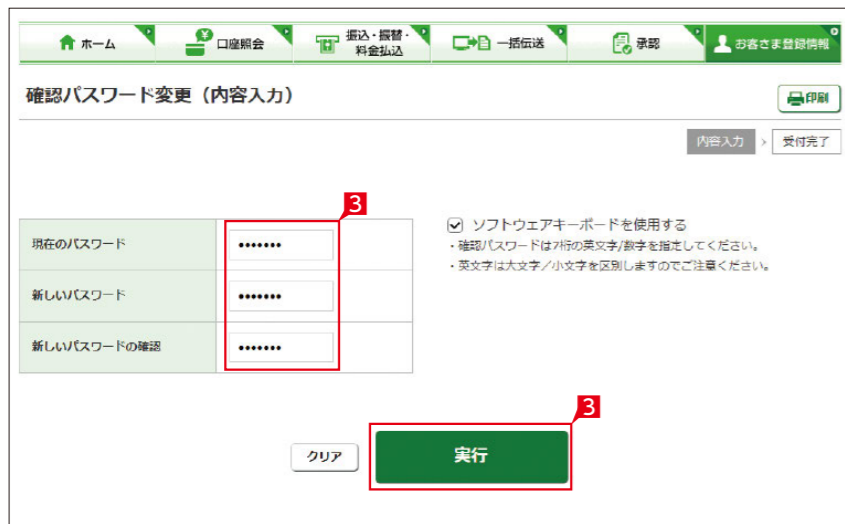 ホーム
口座照会
振込・振替・
料金払込
一括伝送
承認
お客さま登録情報
確認パスワード変更（内容入力）
印刷
内容入力 > 受付完了
3
現在のパスワード •••••••
新しいパスワード •••••••
新しいパスワードの確認 •••••••
ソフトウェアキーボードを使用する
・確認パスワードは7桁の英文字/数字を指定してください。
・英文字は大文字／小文字を区別しますのでご注意ください。
3
クリア
実行